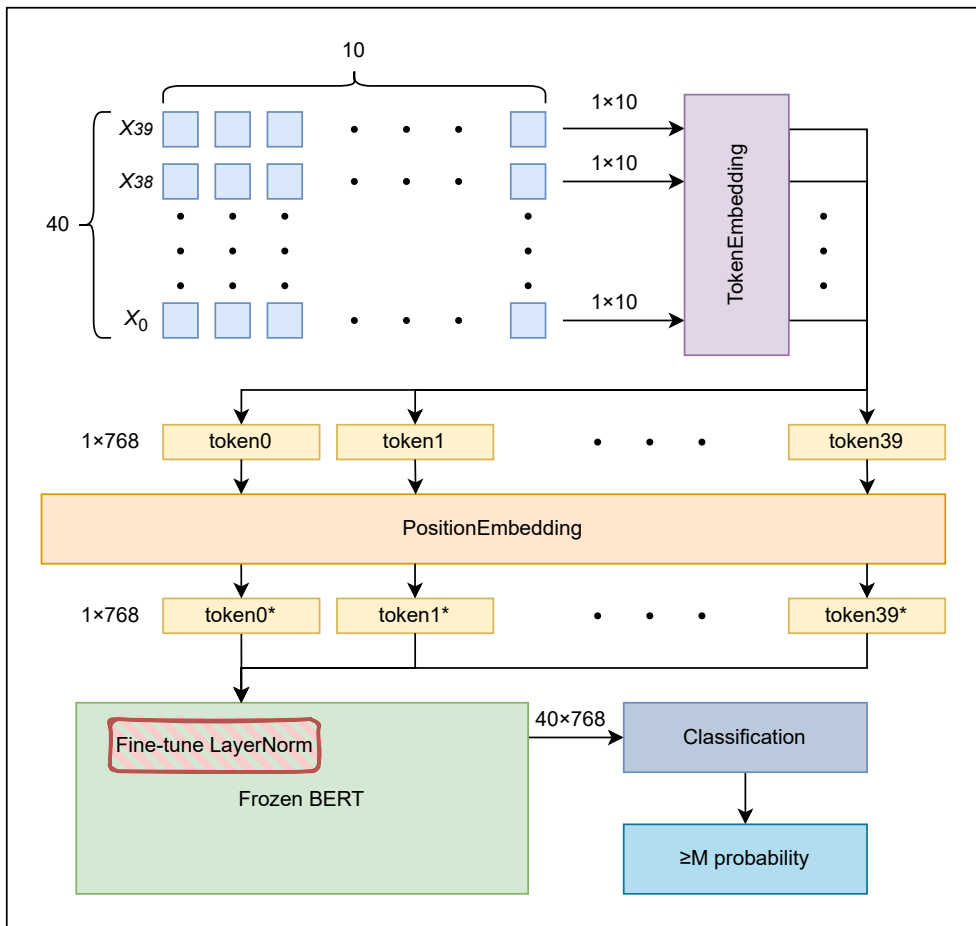 10
X39
1×10
X38
1×10
40
TokenEmbedding
X0
1×10
1×768
token0
token1
token39
PositionEmbedding
1×768
token0*
token1*
token39*
Fine-tune LayerNorm
Frozen BERT
40×768
Classification
≥M probability